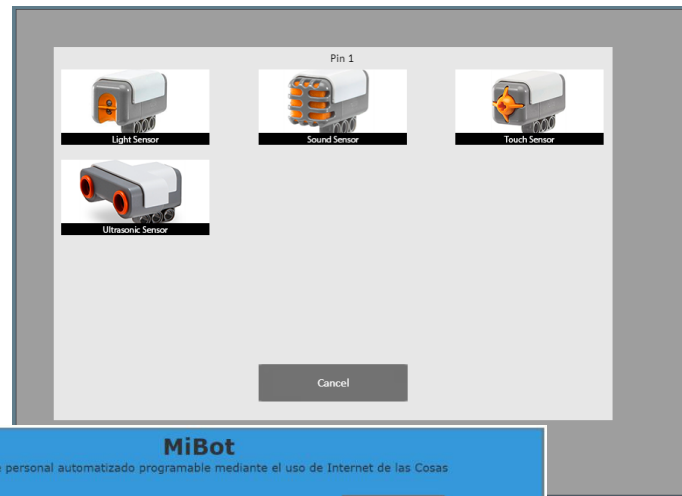 Pin 1
Light Sensor
Sound Sensor
Touch Sensor
Ultrasonic Sensor
Cancel
MiBot
personal automatizado programable mediante el uso de Internet de las Cosas